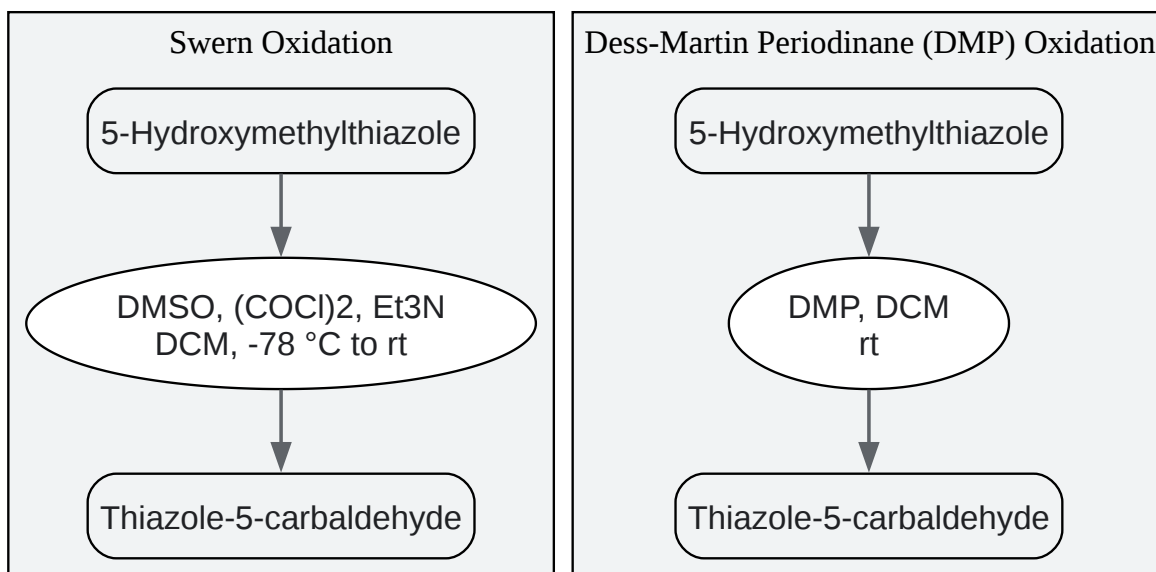 Swern Oxidation
5-Hydroxymethylthiazole
DMSO, (COCl)2, Et3N
DCM, -78 °C to rt
Thiazole-5-carbaldehyde
Dess-Martin Periodinane (DMP) Oxidation
5-Hydroxymethylthiazole
DMP, DCM
rt
Thiazole-5-carbaldehyde